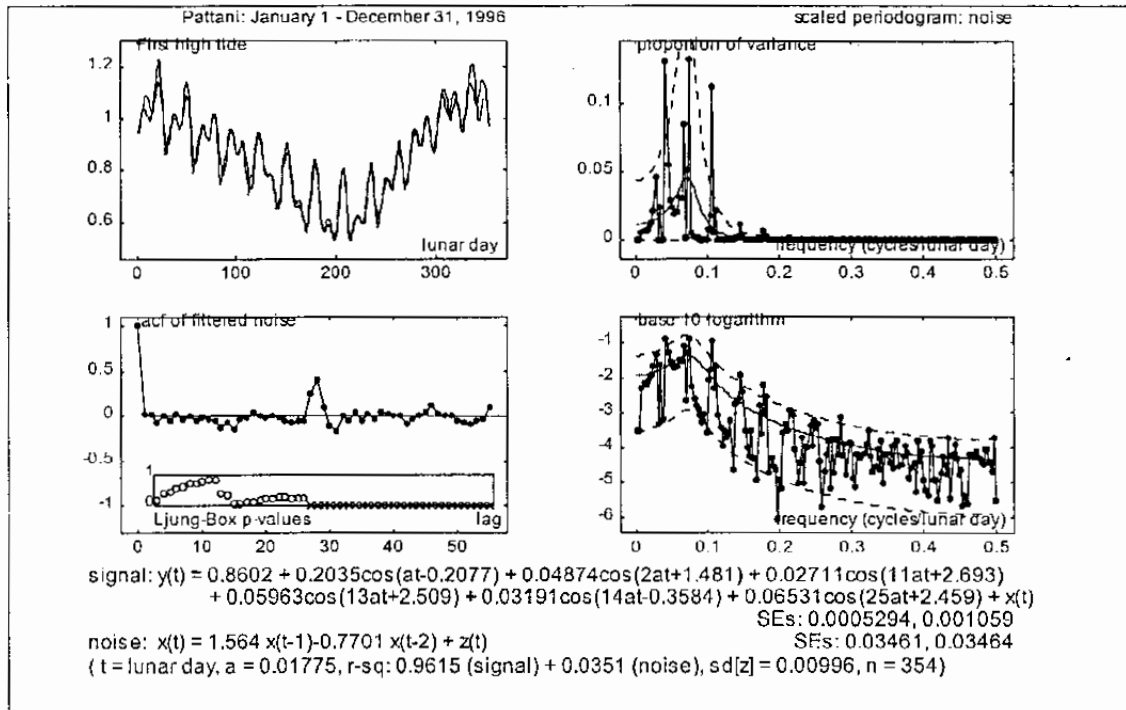 Pattani: January 1 - December 31, 1996
scaled periodogram: noise
First high tide
1.2
1
0.8
0.6
lunar day
0 100 200 300
proportion of variance
0.1
0.05
0
frequency (cycles/lunar day)
0 0.1 0.2 0.3 0.4 0.5
acf of filtered noise
1
0.5
0
-0.5
-1
1
0
Ljung-Box p-values
lag
0 10 20 30 40 50
base 10 logarithm
-1
-2
-3
-4
-5
-6
frequency (cycles/lunar day)
0 0.1 0.2 0.3 0.4 0.5
signal: y(t) = 0.8602 + 0.2035cos(at-0.2077) + 0.04874cos(2at+1.481) + 0.02711cos(11at+2.693)
+ 0.05963cos(13at+2.509) + 0.03191cos(14at-0.3584) + 0.06531cos(25at+2.459) + x(t)
SEs: 0.0005294, 0.001059
noise: x(t) = 1.564 x(t-1)-0.7701 x(t-2) + z(t)
SEs: 0.03461, 0.03464
( t = lunar day, a = 0.01775, r-sq: 0.9615 (signal) + 0.0351 (noise), sd[z] = 0.00996, n = 354)